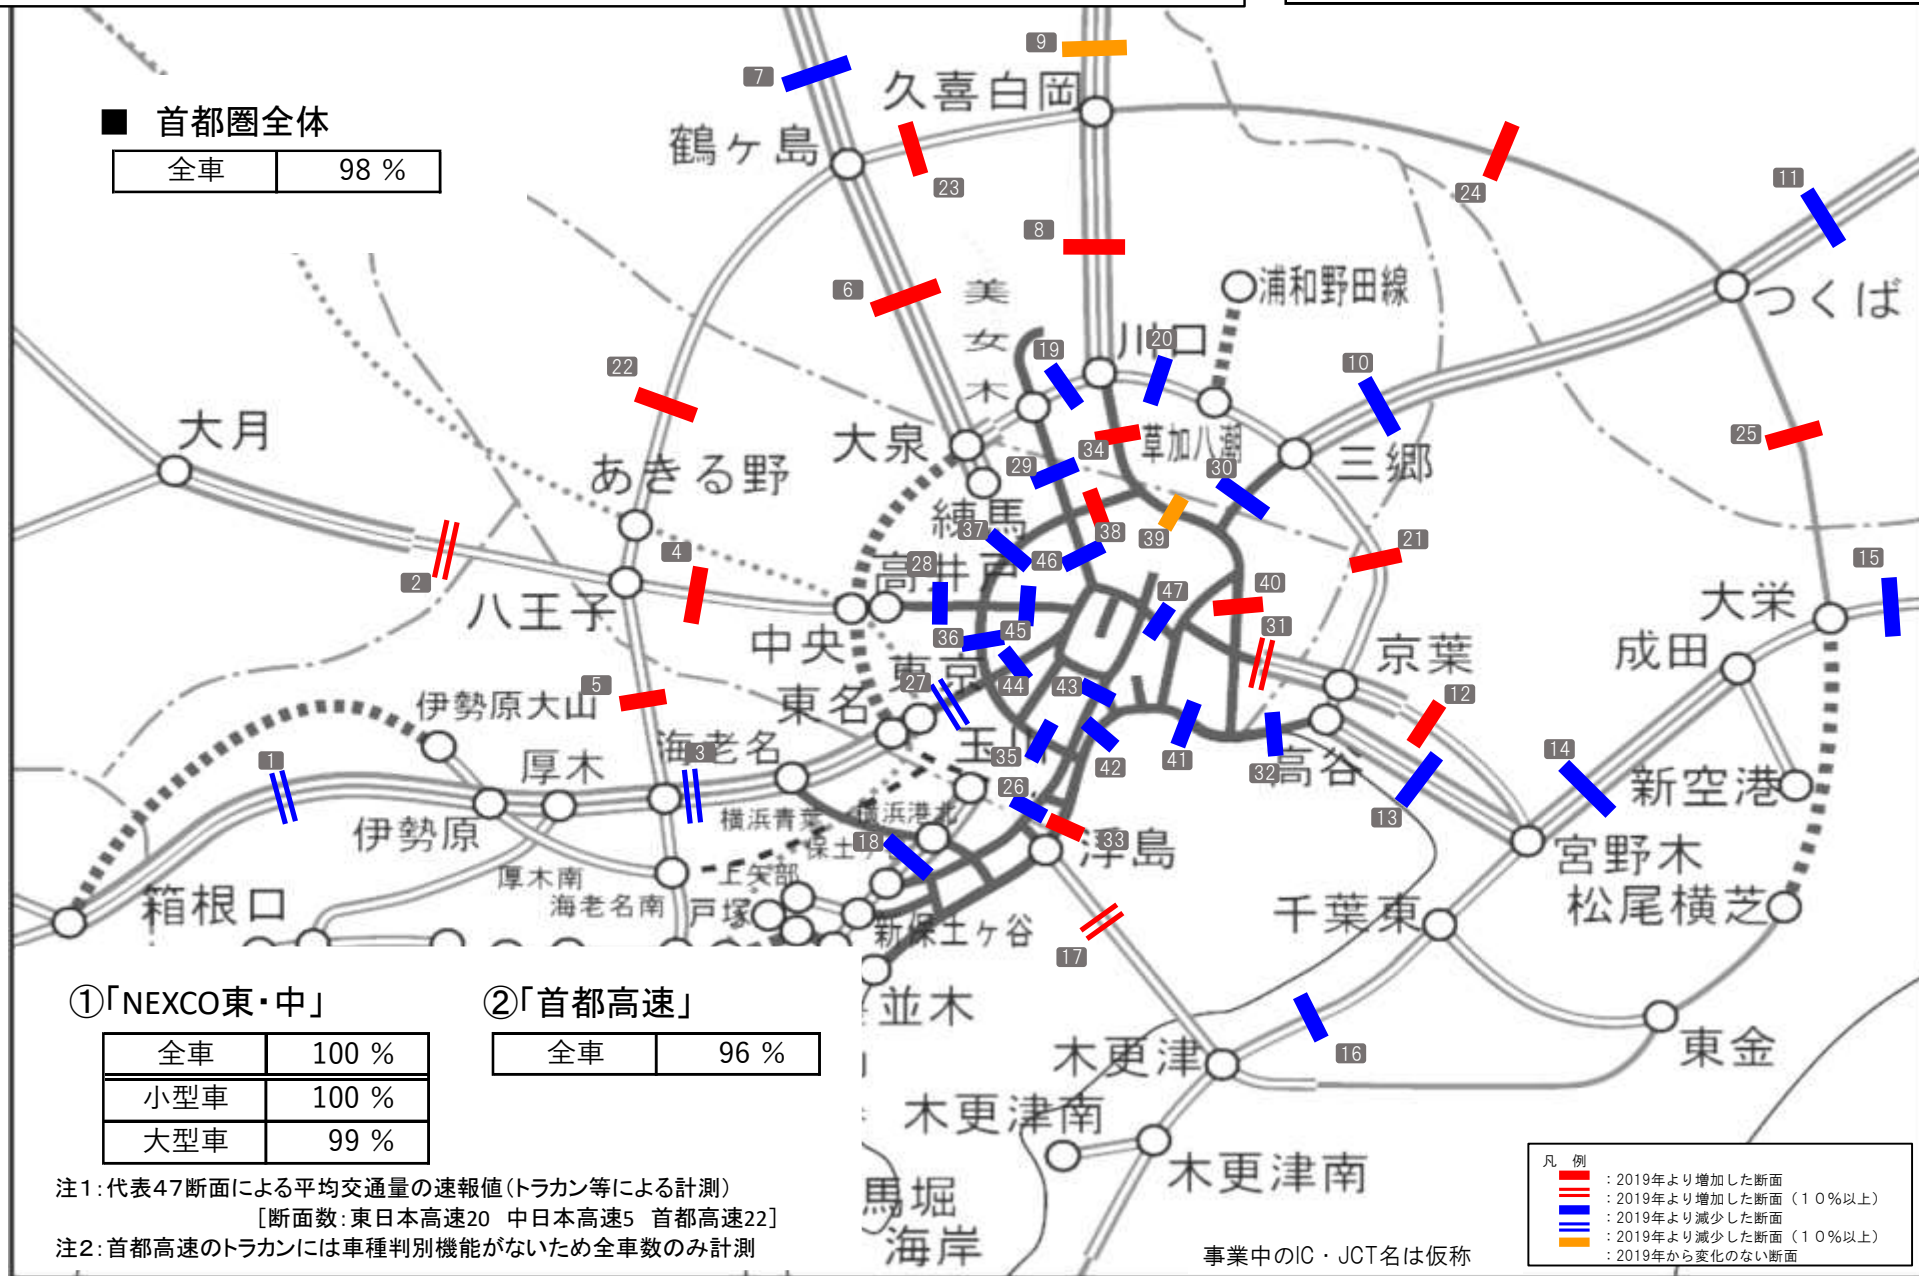 ■ 首都圏全体
全車 98 %
7
9
久喜白岡
鶴ヶ島
23
24
11
8
6
美女木
浦和野田線
つくば
川口
19
20
22
10
大月
大泉
34
草加八潮
三郷
25
あきる野
29
30
練馬
37
38
39
21
2
4
28
高井戸
46
47
40
15
八王子
中央
36
45
31
大栄
成田
京葉
5
東京
27
44
43
12
伊勢原大山
東名
玉川
1
3
海老名
厚木
35
42
41
32
高谷
14
13
新空港
26
横浜青葉
横浜港北
伊勢原
18
保土ヶ谷
33
浮島
宮野木
厚木南
上矢部
箱根口
海老名南
戸塚
新保土ヶ谷
千葉東
松尾横芝
17
並木
①「NEXCO東・中」
全車 100 %
小型車 100 %
大型車 99 %
②「首都高速」
全車 96 %
木更津
16
東金
木更津南
木更津南
馬堀
海岸
注1:代表47断面による平均交通量の速報値(トラカン等による計測)
[断面数:東日本高速20 中日本高速5 首都高速22]
注2:首都高速のトラカンには車種判別機能がないため全車数のみ計測
事業中のIC・JCT名は仮称
凡 例
:2019年より増加した断面
:2019年より増加した断面(10%以上)
:2019年より減少した断面
:2019年より減少した断面(10%以上)
:2019年から変化のない断面